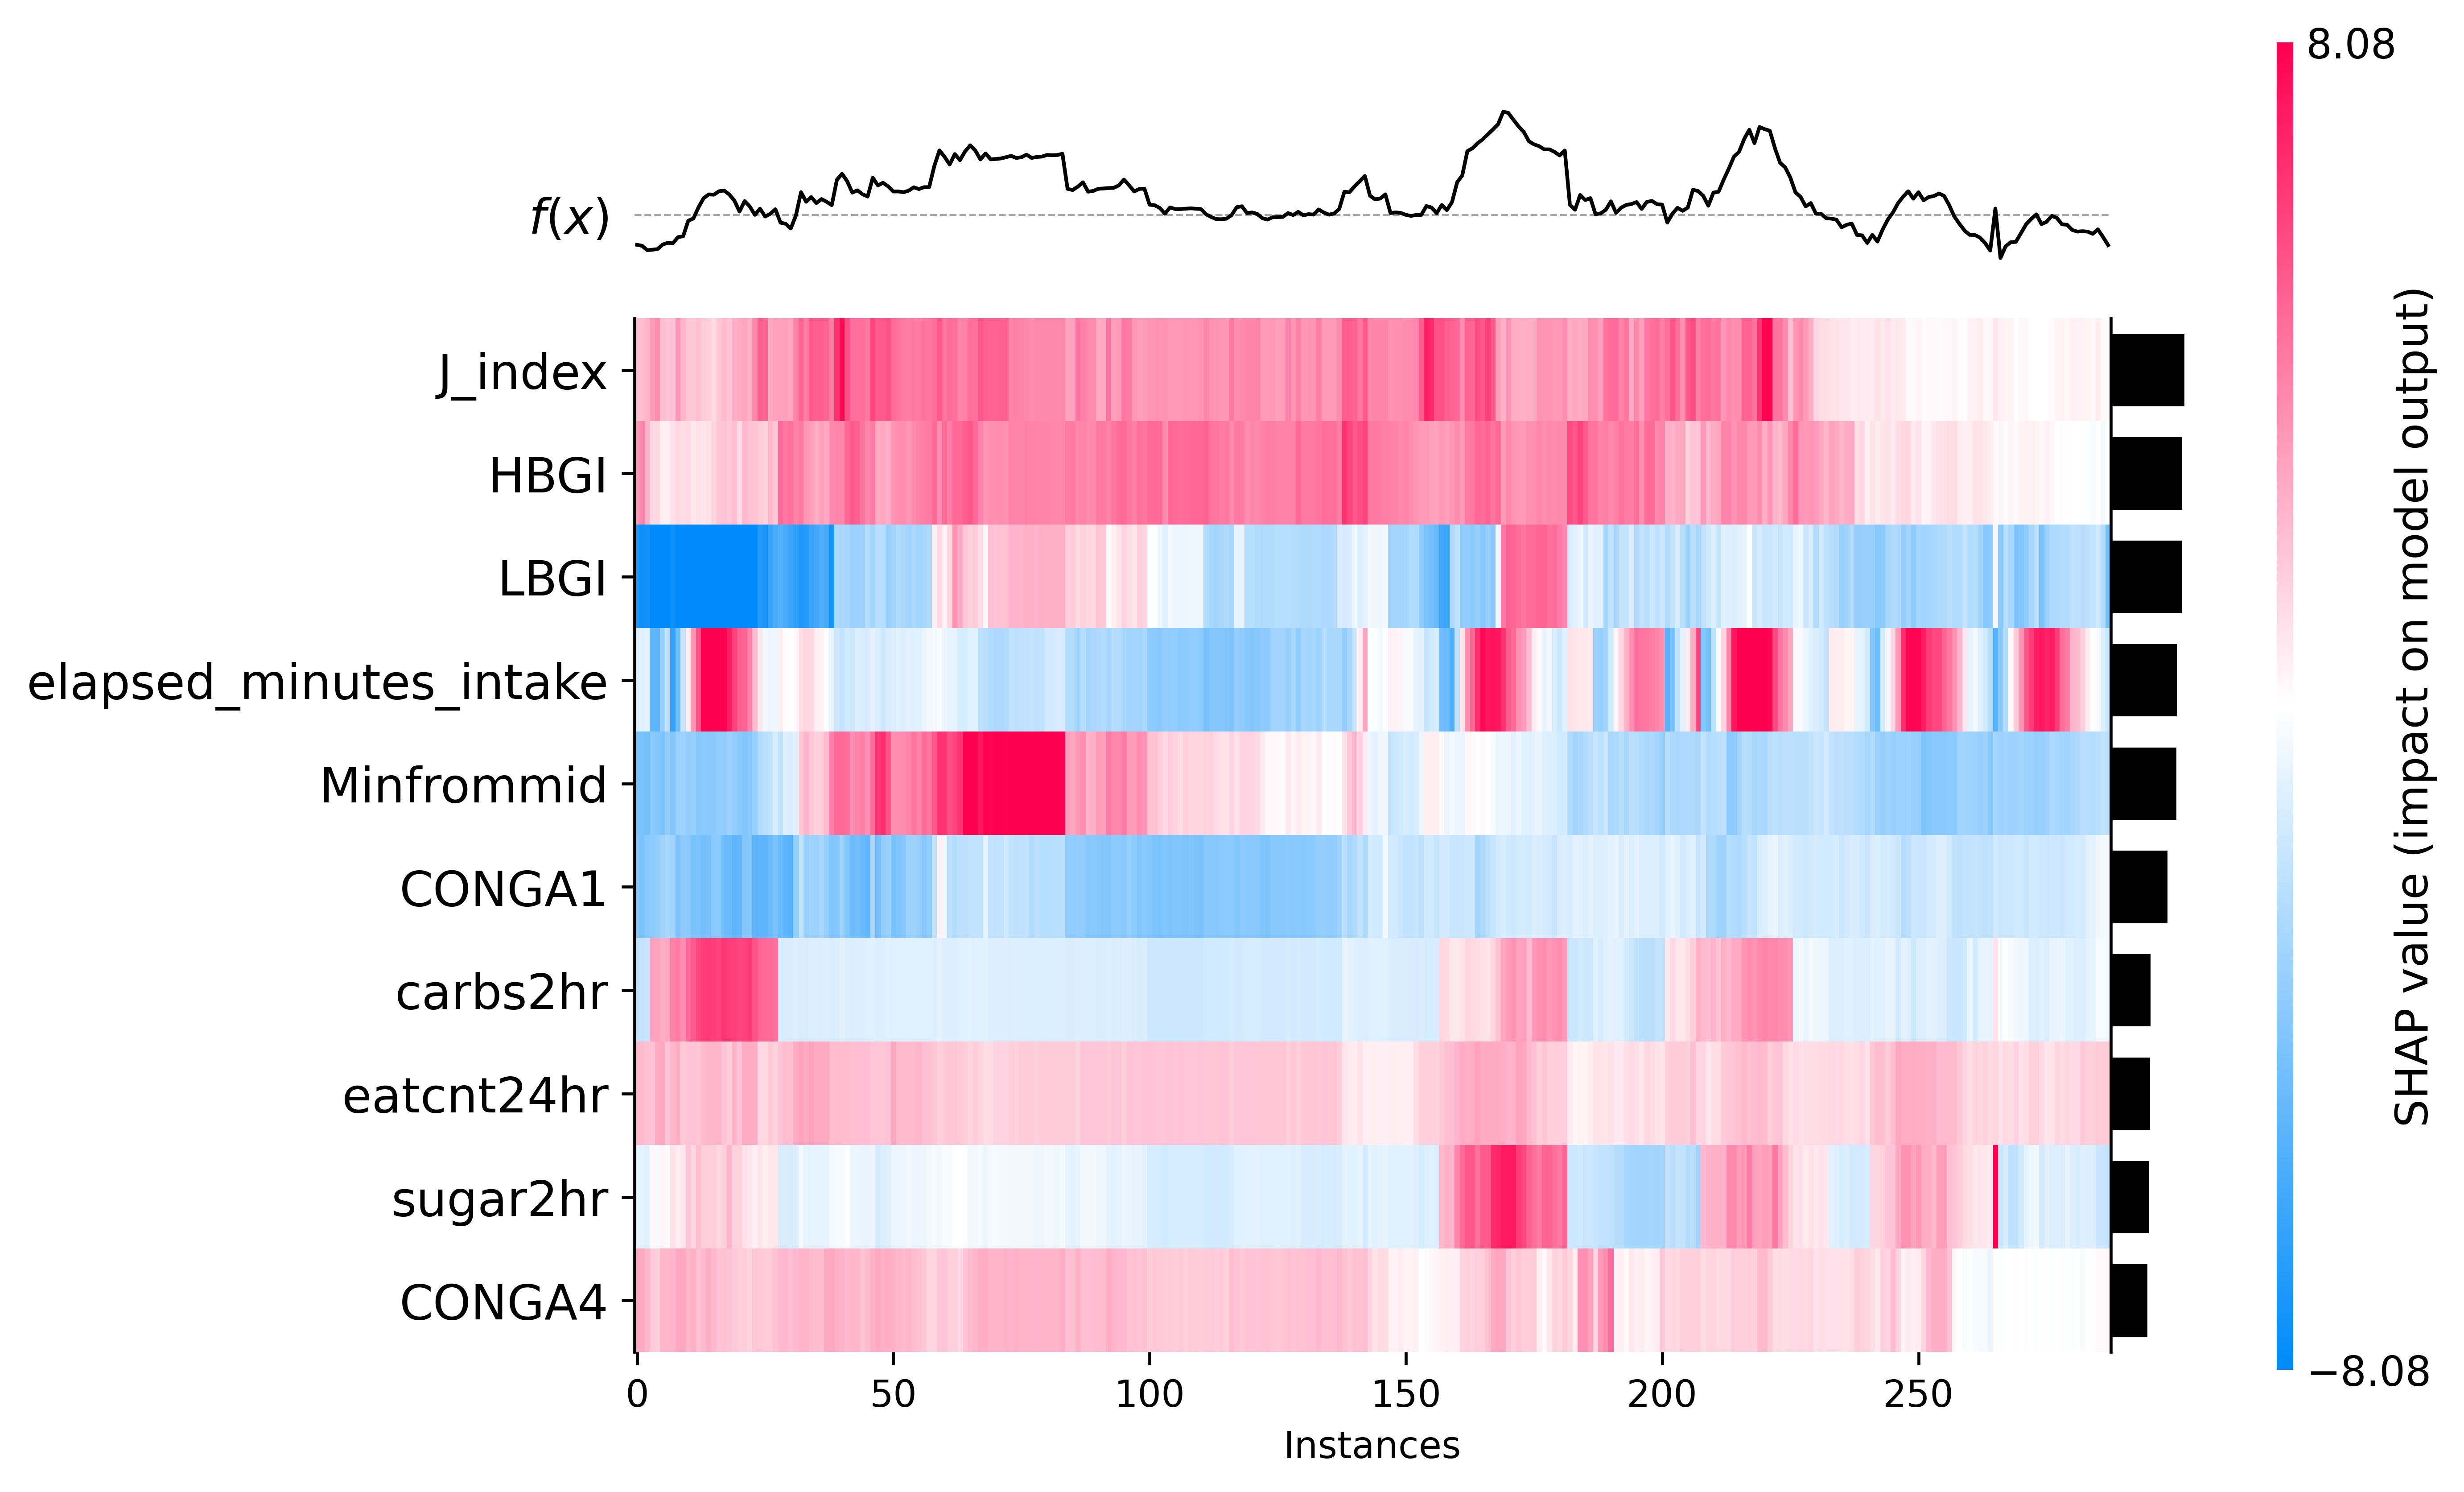 8.08
f(x)
J_index
HBGI
LBGI
elapsed_minutes_intake
Minfrommid
CONGA1
carbs2hr
eatcnt24hr
sugar2hr
CONGA4
0 50 100 150 200 250
Instances
SHAP value (impact on model output)
−8.08